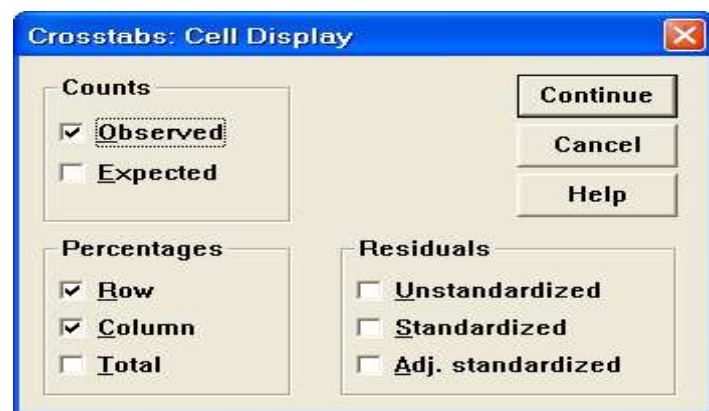 Crosstabs: Cell Display
Counts
Observed
Expected
Continue
Cancel
Help
Percentages
Row
Column
Total
Residuals
Unstandardized
Standardized
Adj. standardized